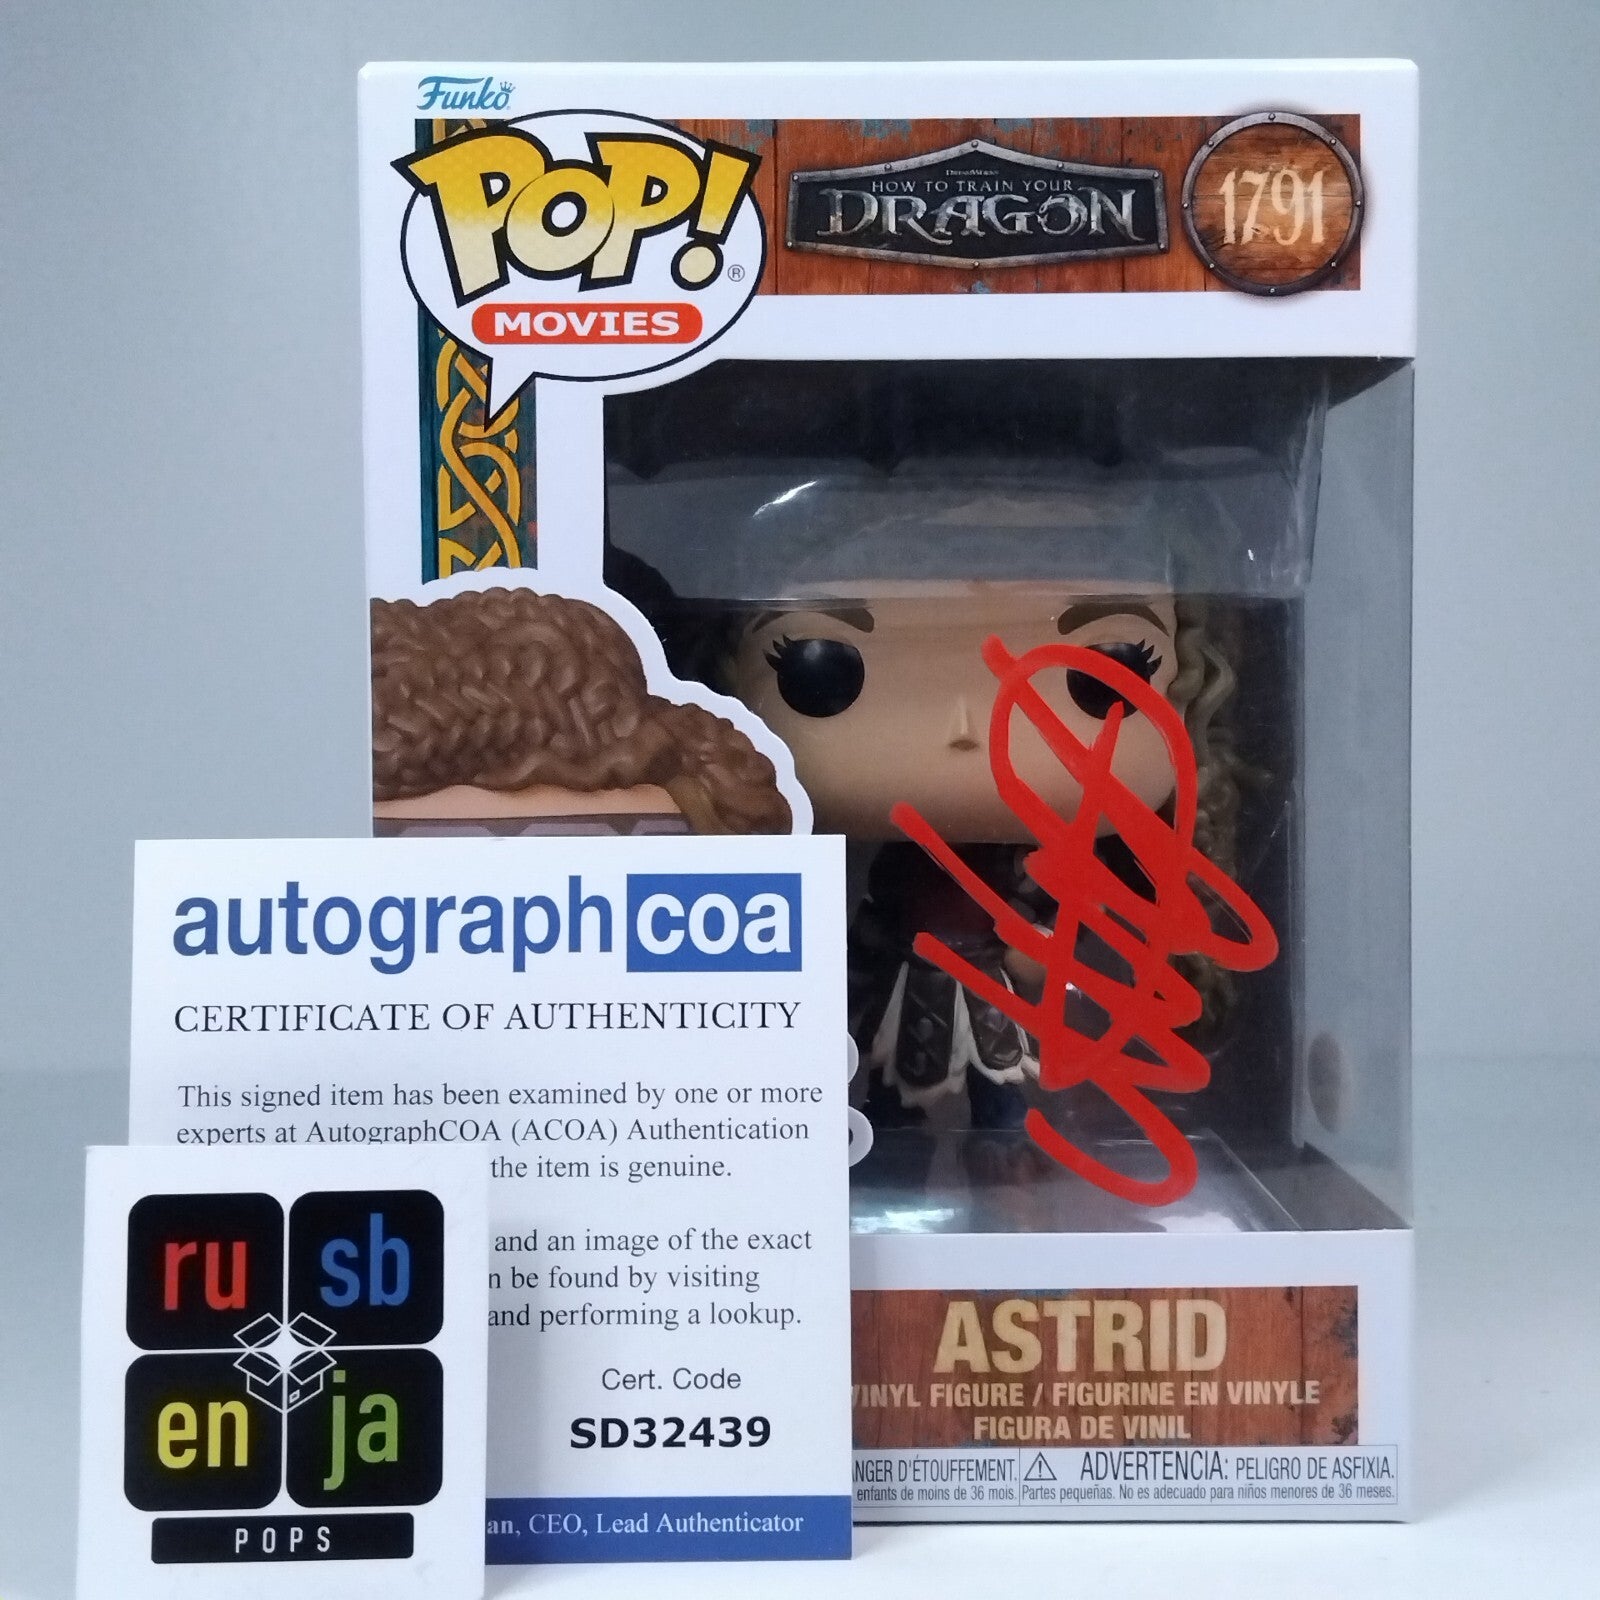 Funko
POP!
®
MOVIES
DREAMWORKS
HOW TO TRAIN YOUR
DRAGON
1791
autograph coa
CERTIFICATE OF AUTHENTICITY
This signed item has been examined by one or more
experts at AutographCOA (ACOA) Authentication
the item is genuine.
and an image of the exact
be found by visiting
and performing a lookup.
Cert. Code
SD32439
CEO, Lead Authenticator
ru sb
en ja
POPS
ASTRID
VINYL FIGURE / FIGURINE EN VINYLE
FIGURA DE VINIL
D'ÉTOUFFEMENT.
enfants de moins de 36 mois.
ADVERTENCIA: PELIGRO DE ASFIXIA.
Partes pequeñas. No es adecuado para niños menores de 36 meses.